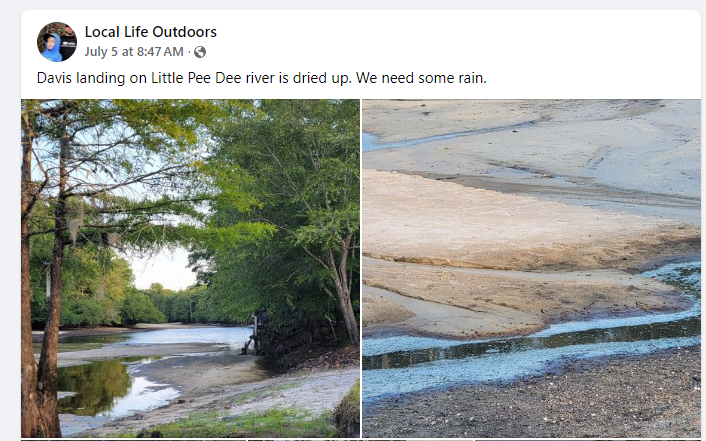 Local Life Outdoors
July 5 at 8:47 AM ·
Davis landing on Little Pee Dee river is dried up. We need some rain.